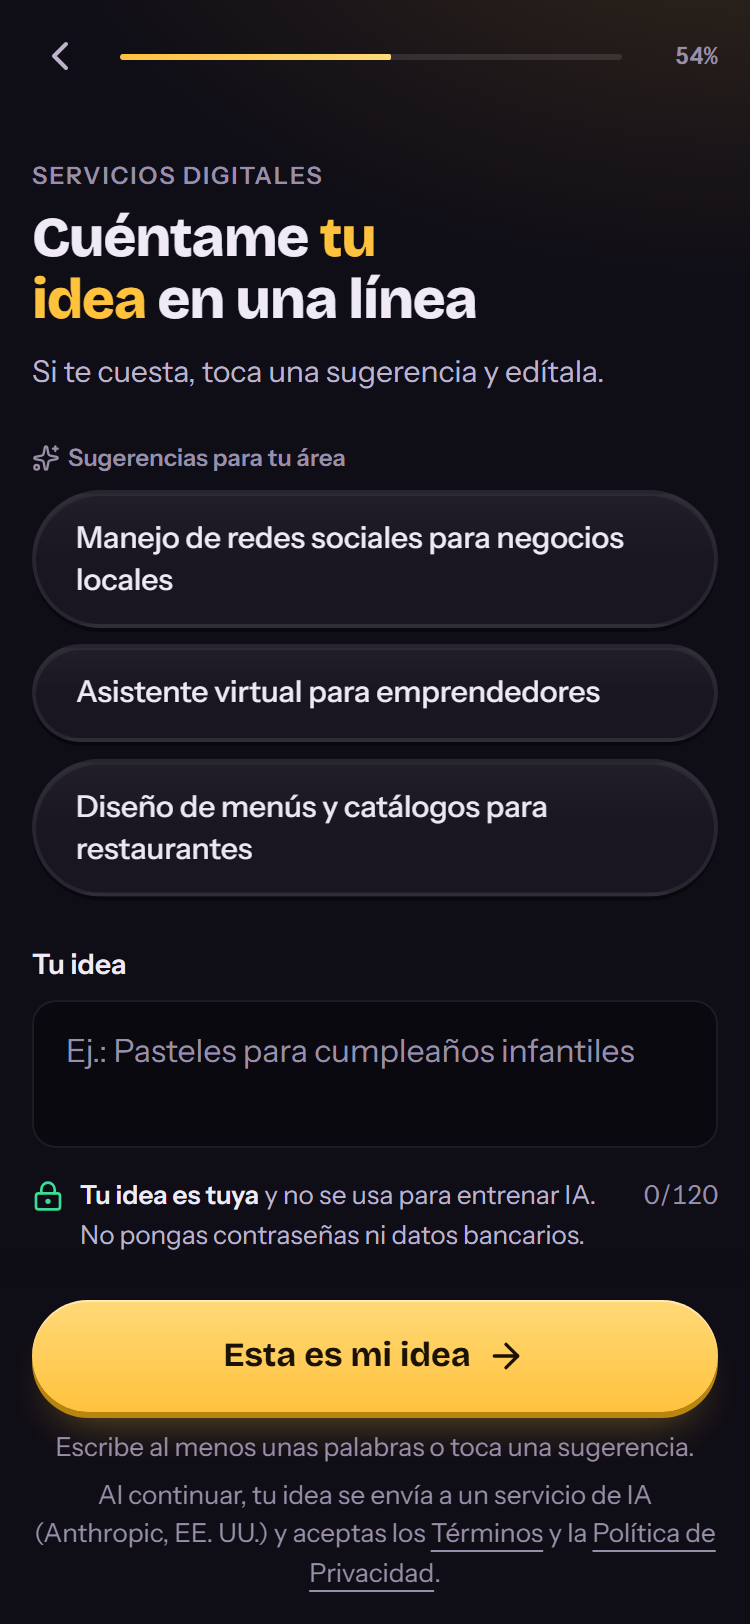 54%
SERVICIOS DIGITALES
Cuéntame tu
idea en una línea
Si te cuesta, toca una sugerencia y edítala.
Sugerencias para tu área
Manejo de redes sociales para negocios
locales
Asistente virtual para emprendedores
Diseño de menús y catálogos para
restaurantes
Tu idea
Ej.: Pasteles para cumpleaños infantiles
Tu idea es tuya y no se usa para entrenar IA. 0/120
No pongas contraseñas ni datos bancarios.
Esta es mi idea →
Escribe al menos unas palabras o toca una sugerencia.
Al continuar, tu idea se envía a un servicio de IA
(Anthropic, EE. UU.) y aceptas los Términos y la Política de
Privacidad.